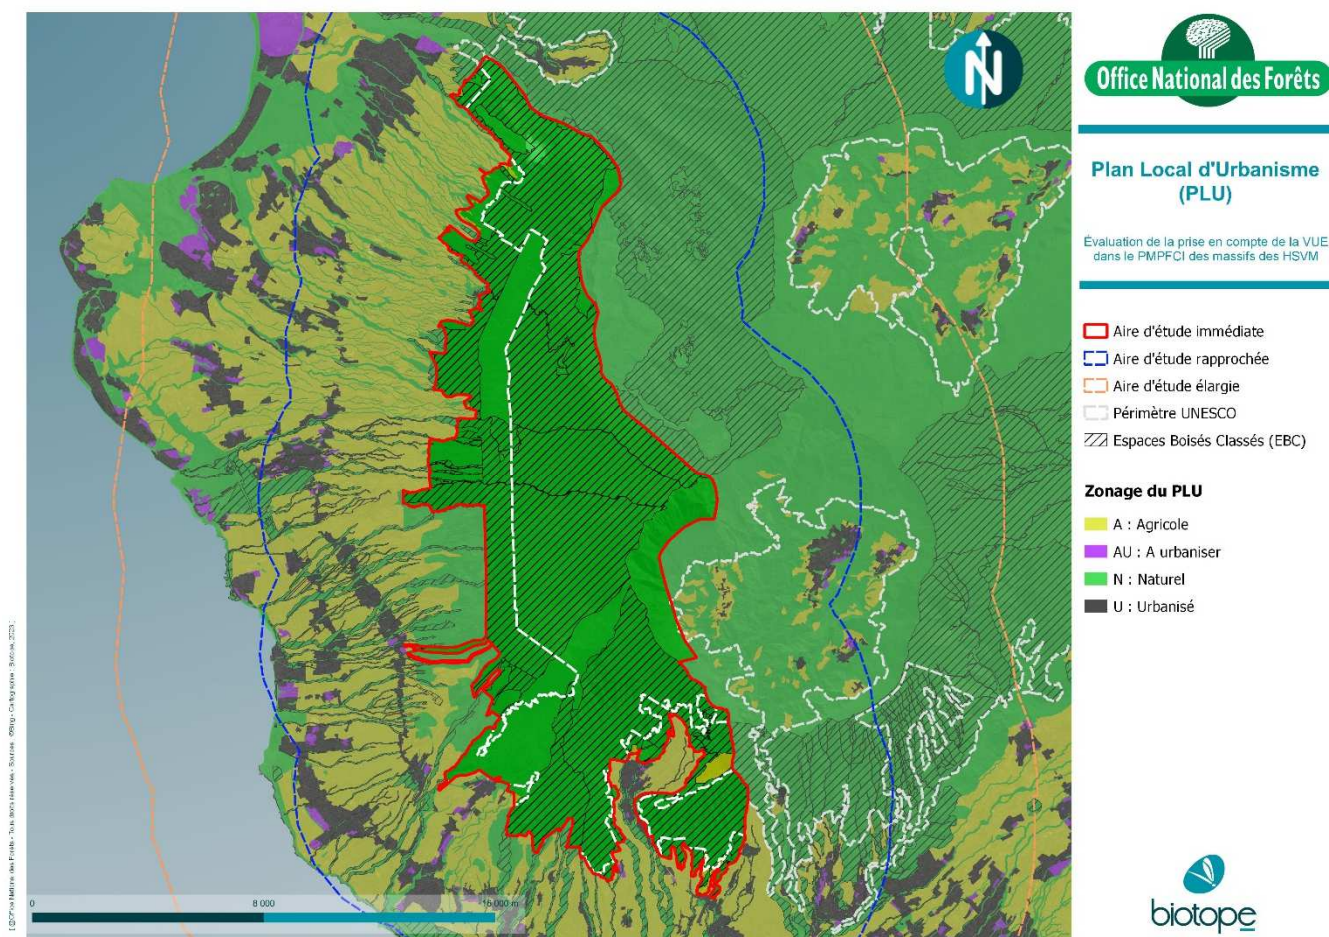 N
Office National des Forêts
Plan Local d'Urbanisme
(PLU)
Évaluation de la prise en compte de la VUE
dans le PMPFCI des massifs des HSVM
Aire d'étude immédiate
Aire d'étude rapprochée
Aire d'étude élargie
Périmètre UNESCO
Espaces Boisés Classés (EBC)
Zonage du PLU
A : Agricole
AU : A urbaniser
N : Naturel
U : Urbanisé
0 8 000 16 000 m
biotope